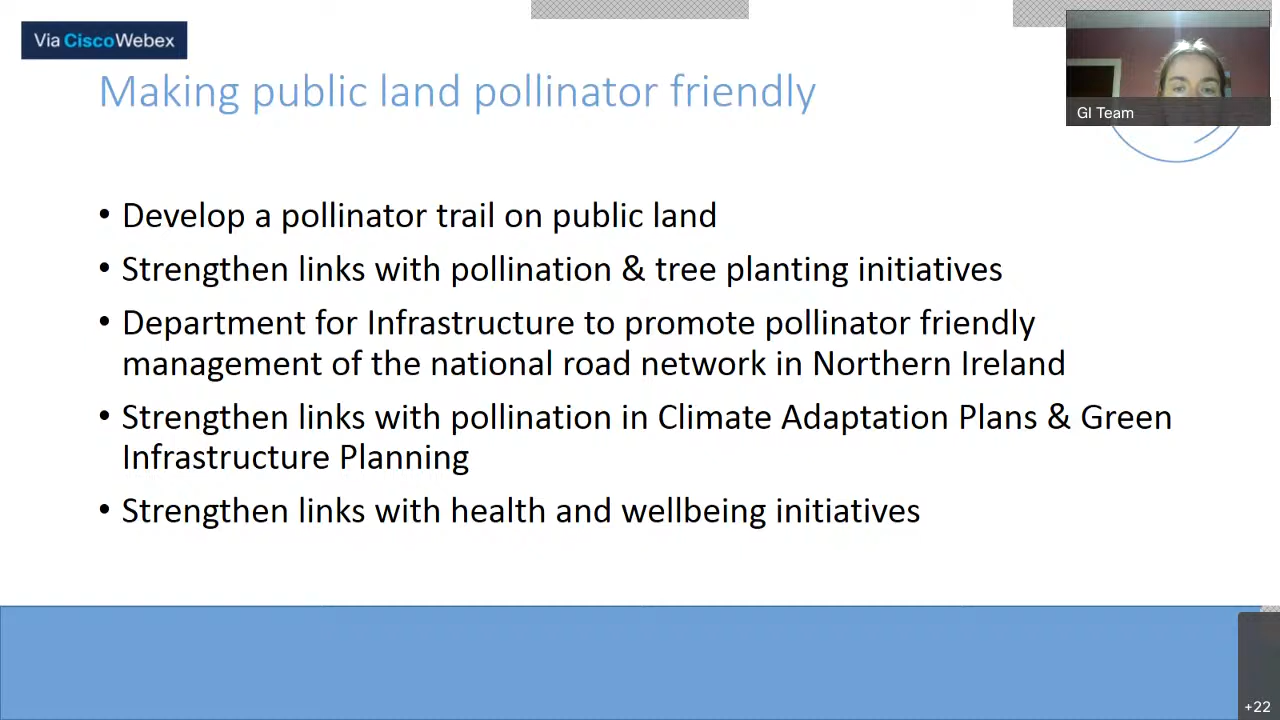 Via CiscoWebex
Making public land pollinator friendly
GI Team
• Develop a pollinator trail on public land
• Strengthen links with pollination & tree planting initiatives
• Department for Infrastructure to promote pollinator friendly
management of the national road network in Northern Ireland
• Strengthen links with pollination in Climate Adaptation Plans & Green
Infrastructure Planning
• Strengthen links with health and wellbeing initiatives
+22